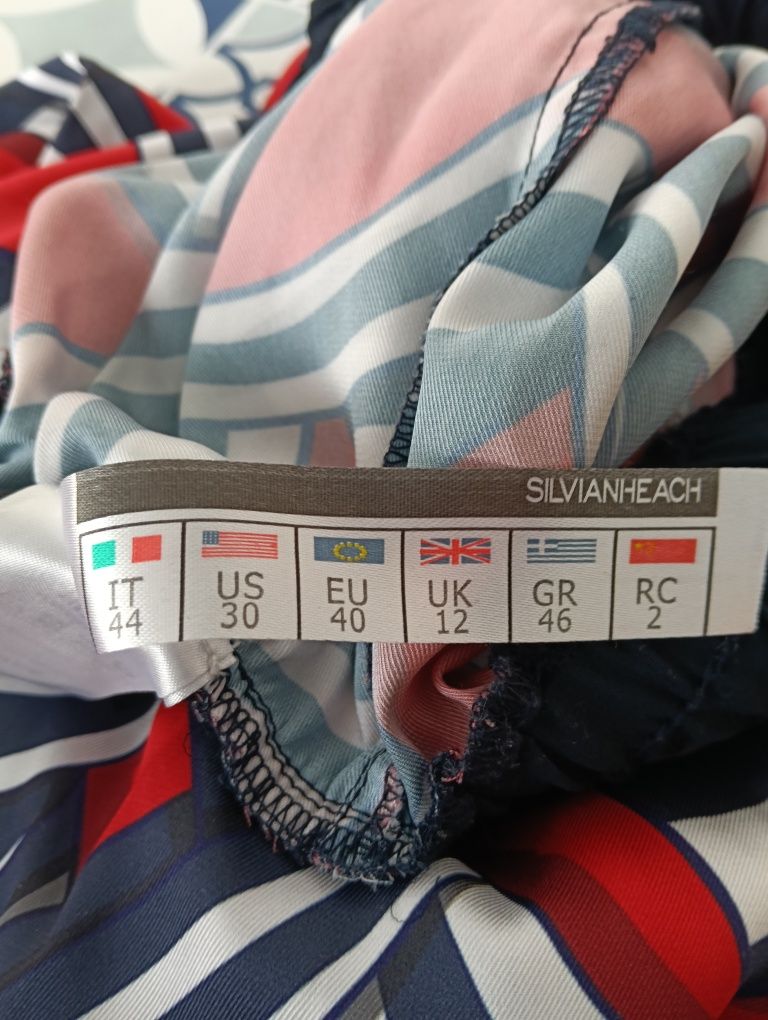 SILVIANHEACH
IT US EU UK GR RC
44 30 40 12 46 2